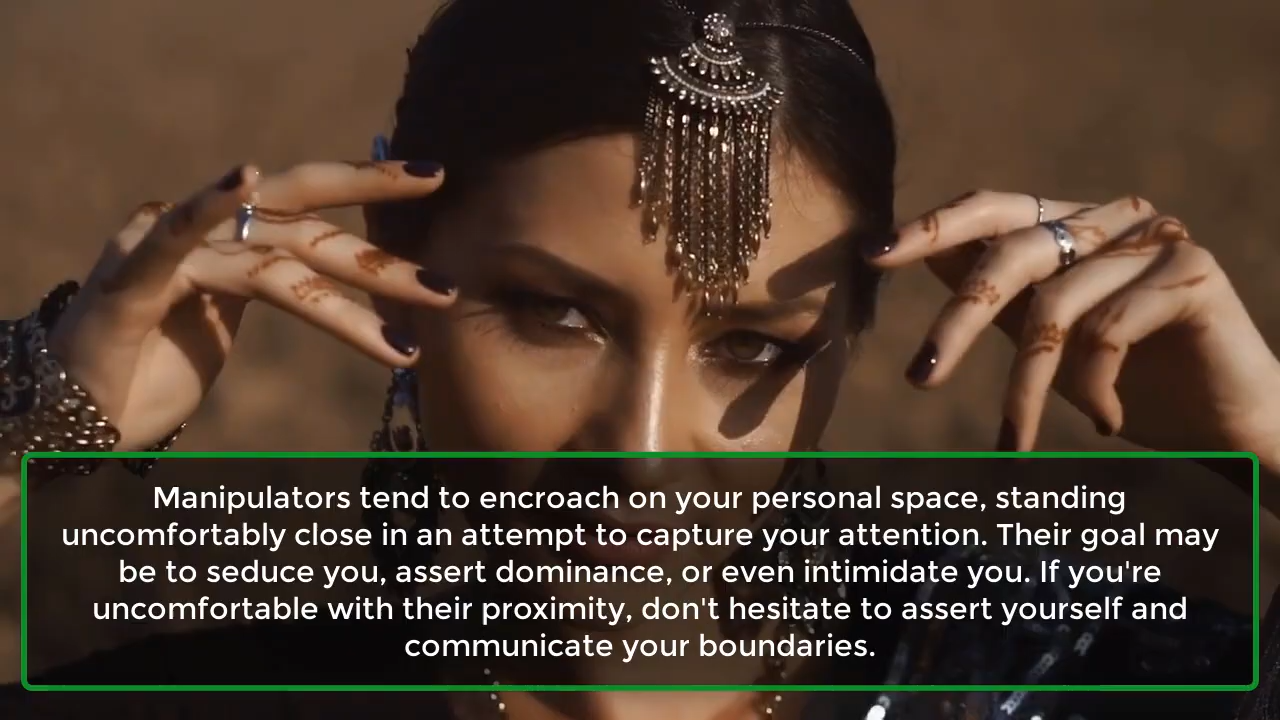 Manipulators tend to encroach on your personal space, standing
uncomfortably close in an attempt to capture your attention. Their goal may
be to seduce you, assert dominance, or even intimidate you. If you're
uncomfortable with their proximity, don't hesitate to assert yourself and
communicate your boundaries.